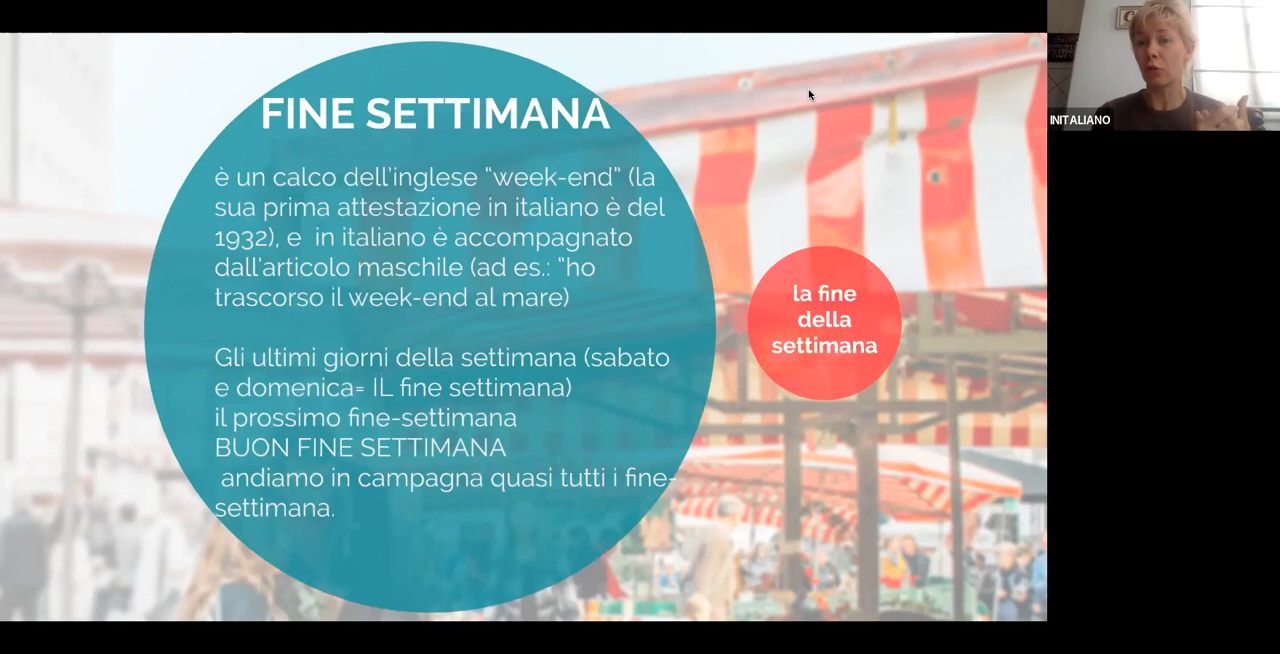 FINE SETTIMANA
è un calco dell'inglese "week-end" (la
sua prima attestazione in italiano è del
1932), e  in italiano è accompagnato
dall'articolo maschile (ad es.: "ho
trascorso il week-end al mare)
Gli ultimi giorni della settimana (sabato
e domenica= IL fine settimana)
il prossimo fine-settimana
BUON FINE SETTIMANA
andiamo in campagna quasi tutti i fine-
settimana.
la fine
della
settimana
INITALIANO